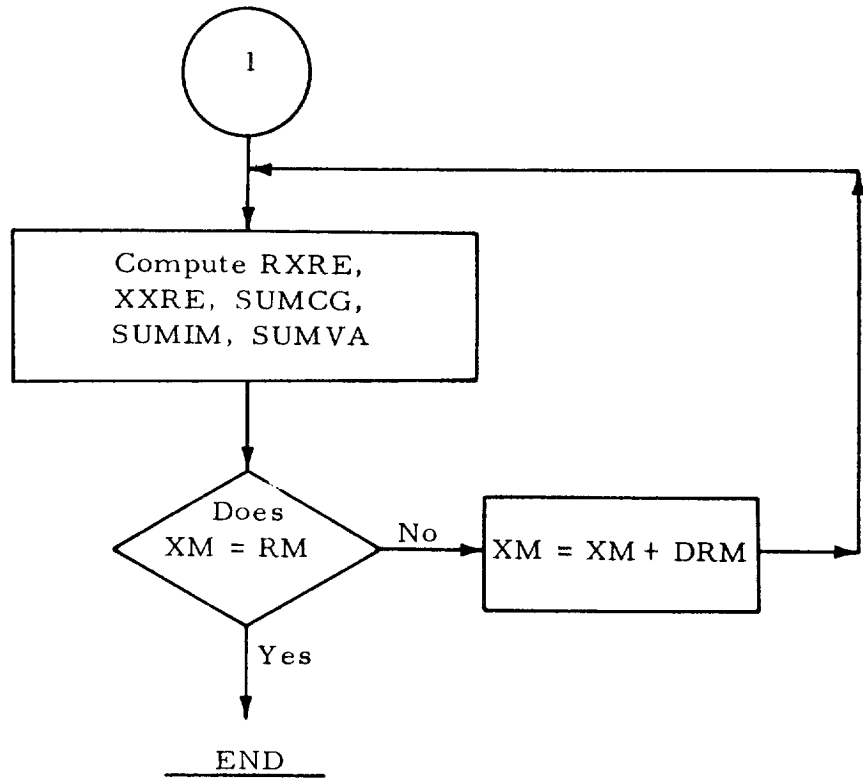 1
Compute RXRE,
XXRE, SUMCG,
SUMIM, SUMVA
Does
XM = RM
No
XM = XM + DRM
Yes
END